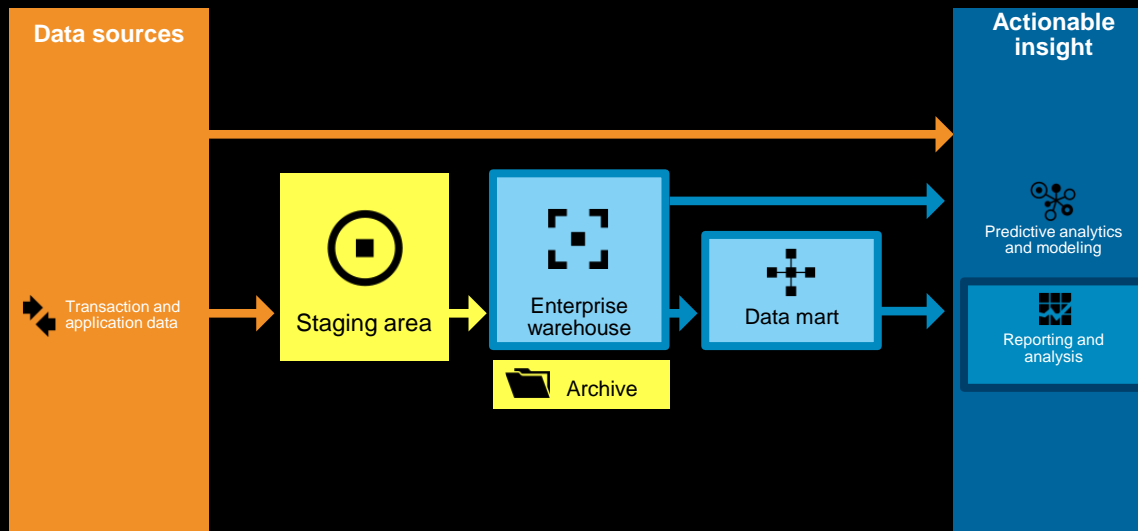 Data sources
Transaction and
application data
Staging area
Enterprise
warehouse
Archive
Data mart
Actionable
insight
Predictive analytics
and modeling
Reporting and
analysis